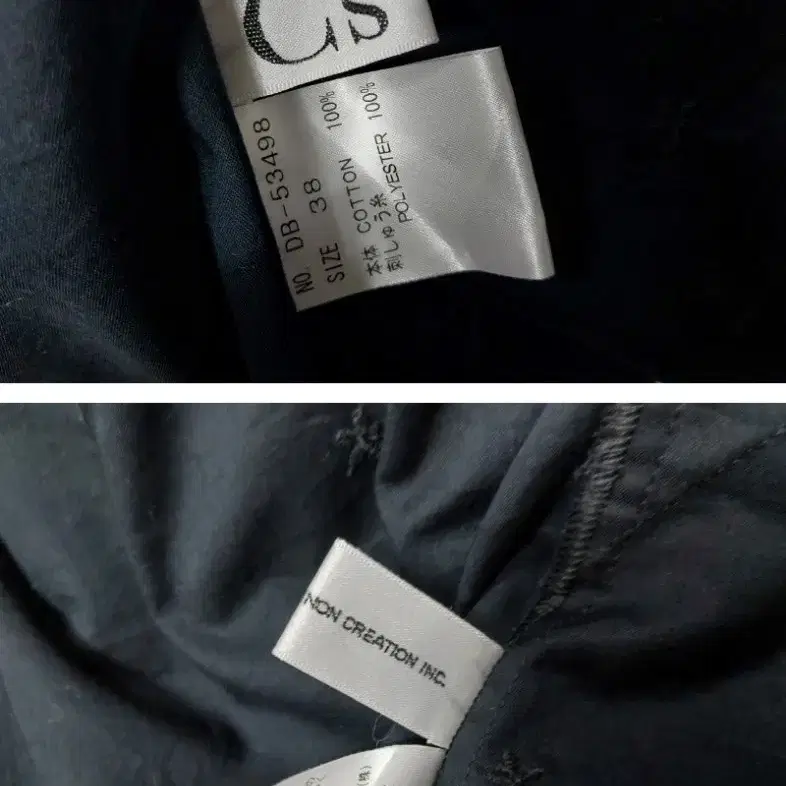 Cs
NO. DB-53498
SIZE 38
本体 COTTON 100%
刺しゅう糸
POLYESTER 100%
NON CREATION INC.
(株)